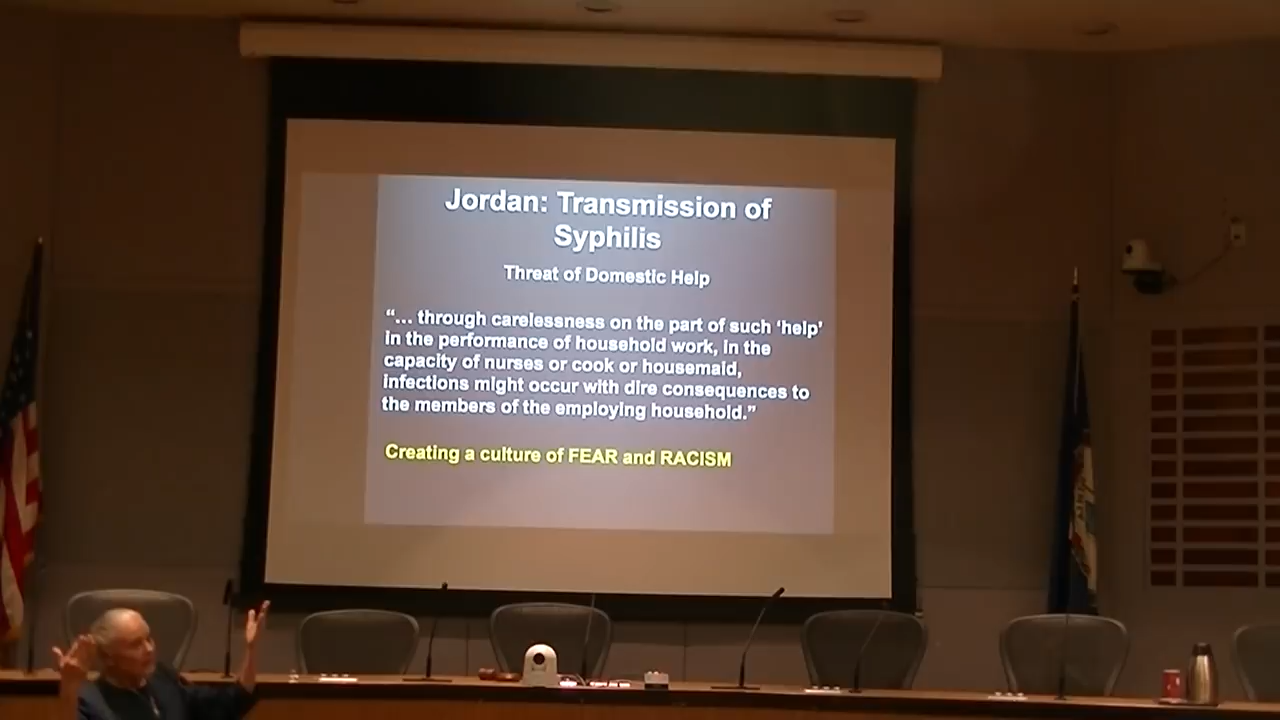 Jordan: Transmission of
Syphilis
Threat of Domestic Help
“... through carelessness on the part of such ‘help’
in the performance of household work, in the
capacity of nurses or cook or housemaid,
infections might occur with dire consequences to
the members of the employing household.”
Creating a culture of FEAR and RACISM